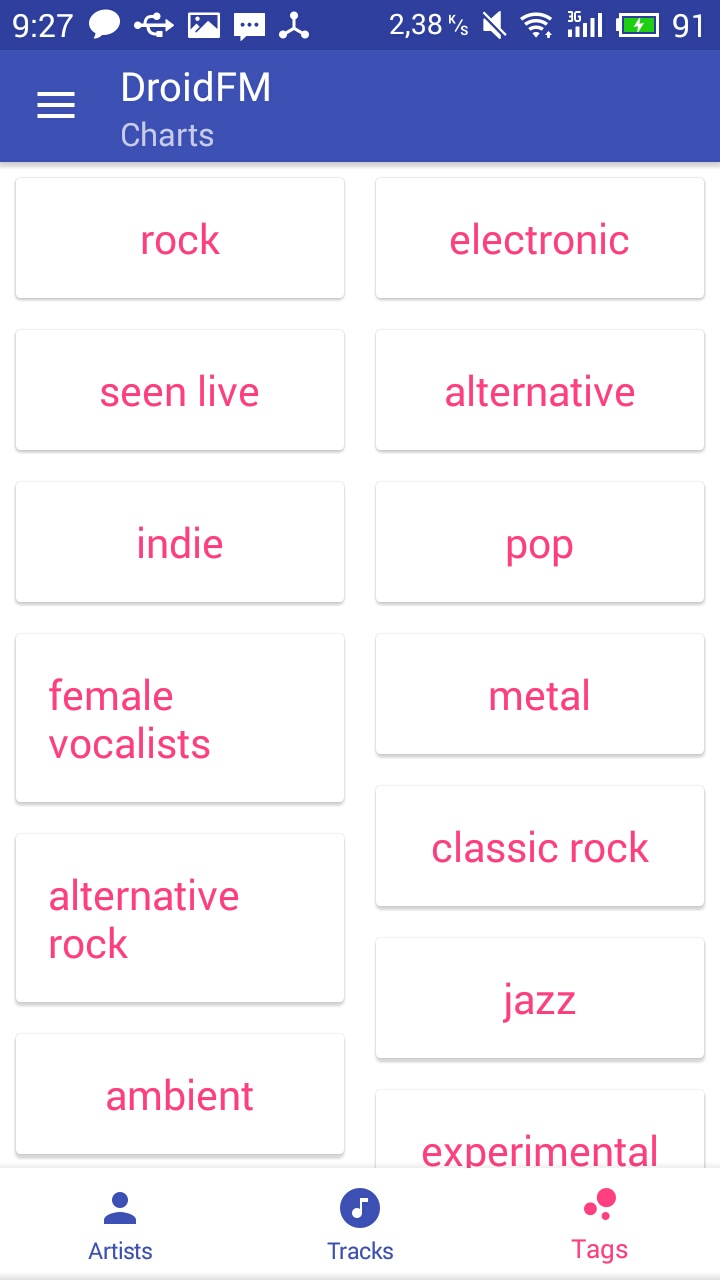 9:27 2,38 K/s 3G 91
DroidFM
Charts
rock
electronic
seen live
alternative
indie
pop
female
vocalists
metal
classic rock
alternative
rock
jazz
ambient
experimental
Artists
Tracks
Tags